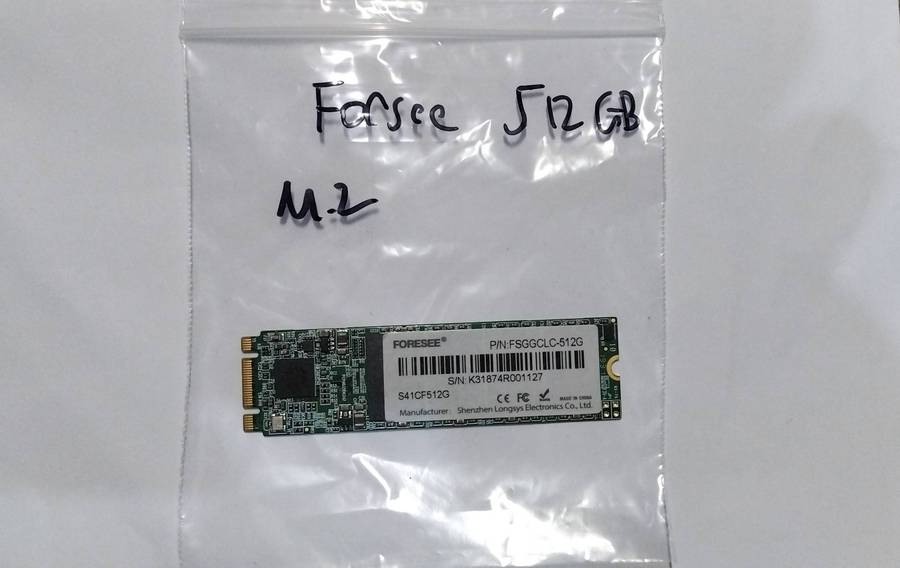 Forsee 512GB
M.2
FORESEE® P/N:FSGGCLC-512G
S/N: K31874R001127
S41CF512G
CE FC MADE IN CHINA
Manufacturer: Shenzhen Longsys Electronics Co., Ltd.